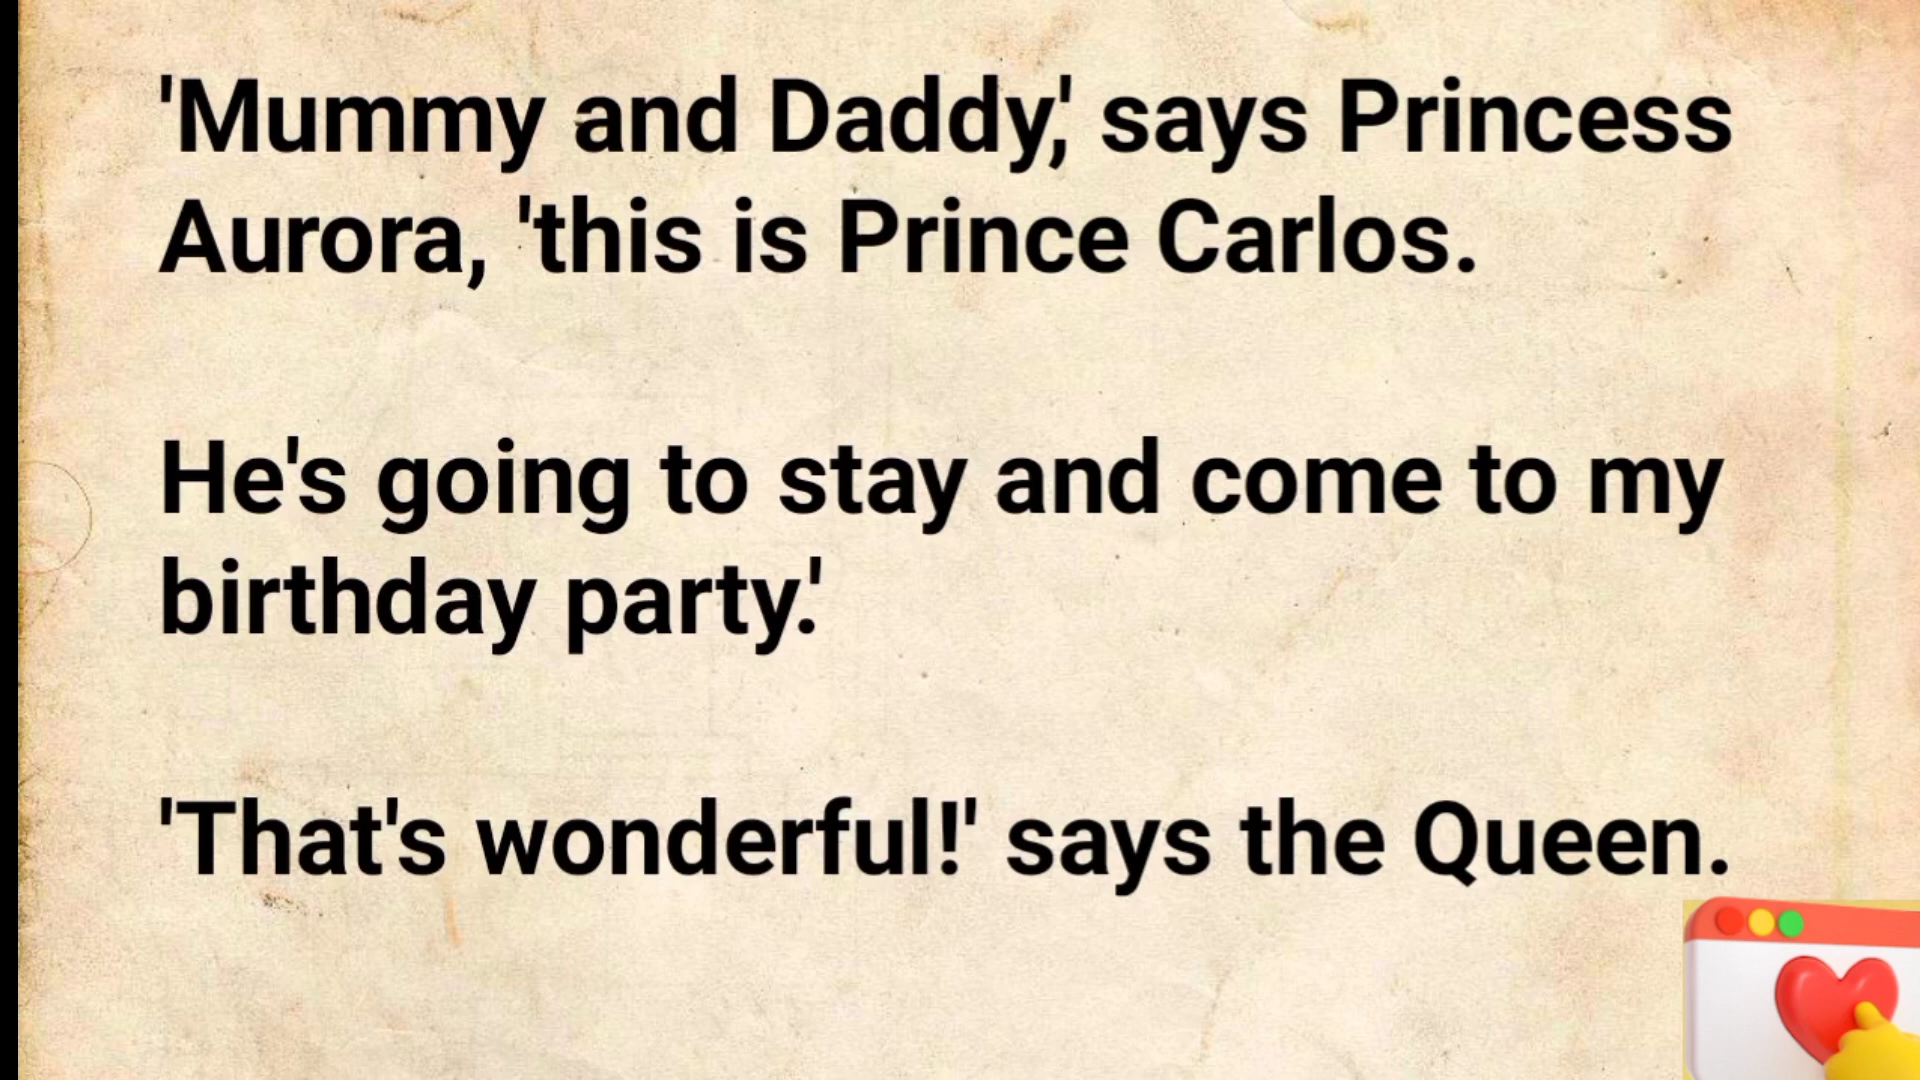 'Mummy and Daddy,' says Princess
Aurora, 'this is Prince Carlos.
He's going to stay and come to my
birthday party.'
'That's wonderful!' says the Queen.